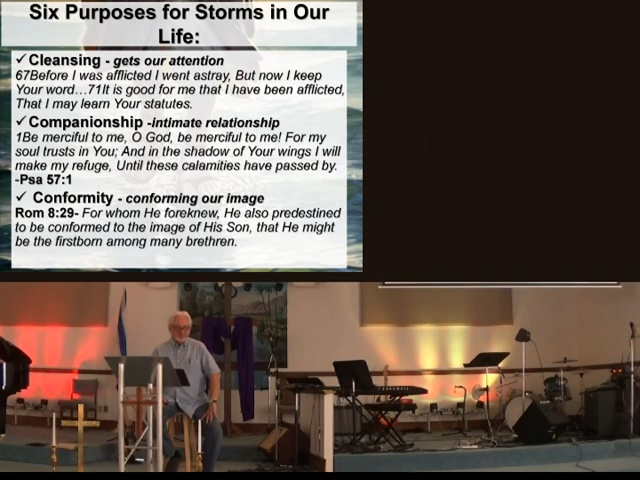 Six Purposes for Storms in Our
Life:
✓ Cleansing - gets our attention
67Before I was afflicted I went astray, But now I keep
Your word…71It is good for me that I have been afflicted,
That I may learn Your statutes.
✓ Companionship -intimate relationship
1Be merciful to me, O God, be merciful to me! For my
soul trusts in You; And in the shadow of Your wings I will
make my refuge, Until these calamities have passed by.
-Psa 57:1
✓ Conformity - conforming our image
Rom 8:29- For whom He foreknew, He also predestined
to be conformed to the image of His Son, that He might
be the firstborn among many brethren.